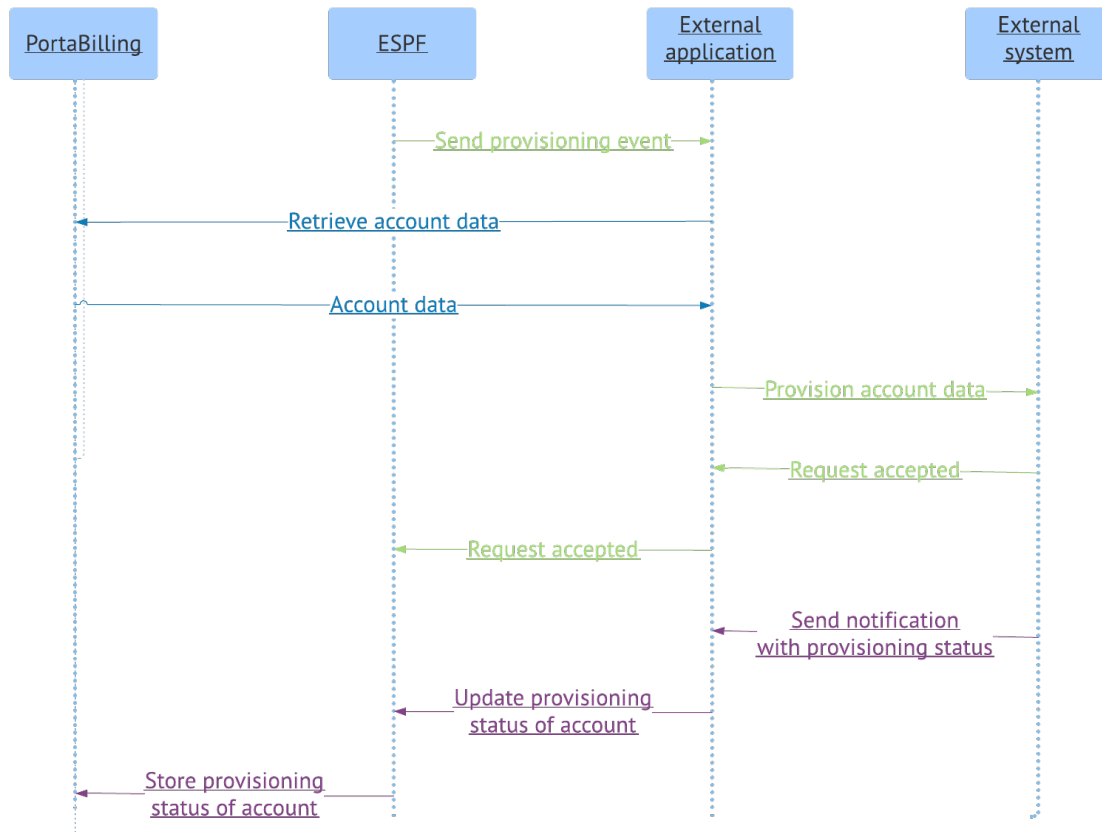 PortaBilling
ESPF
External
application
External
system
Send provisioning event
Retrieve account data
Account data
Provision account data
Request accepted
Request accepted
Send notification
with provisioning status
Update provisioning
status of account
Store provisioning
status of account